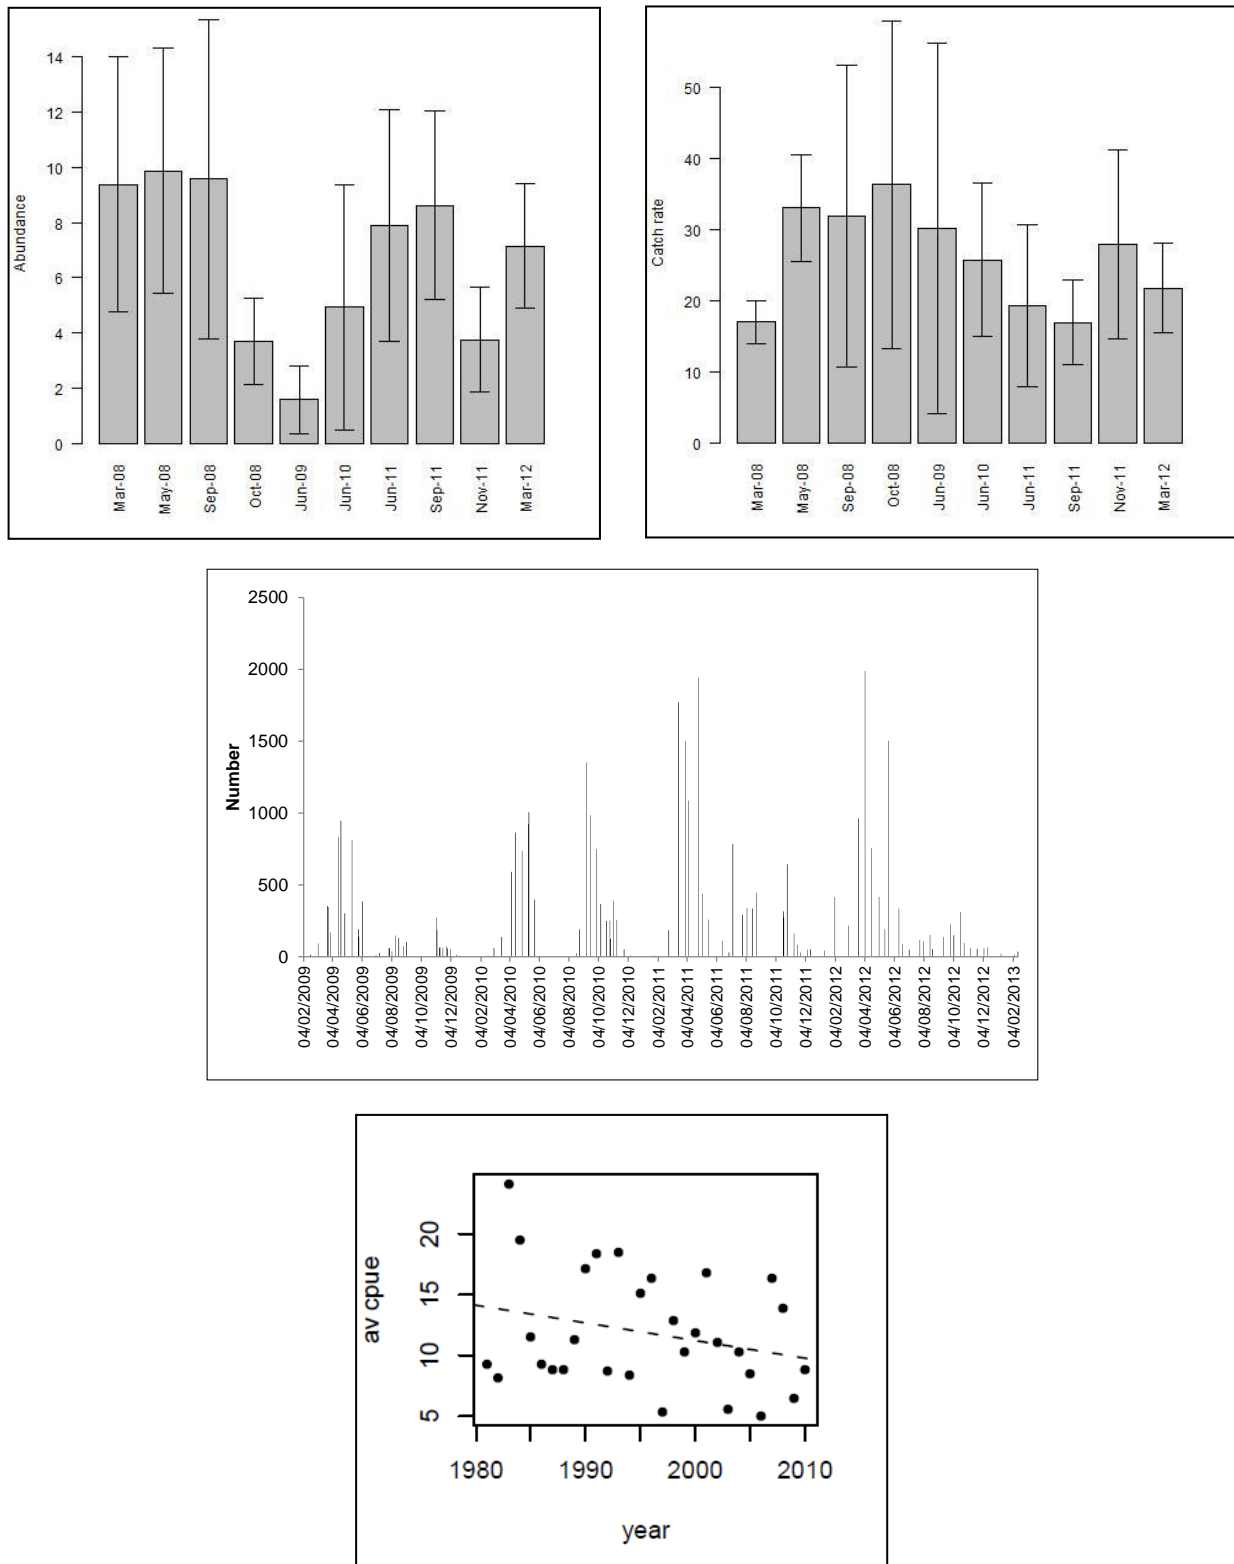 14
12
10
8
6
4
2
0
Abundance
Mar-08
May-08
Sep-08
Oct-08
Jun-09
Jun-10
Jun-11
Sep-11
Nov-11
Mar-12
50
40
30
20
10
0
Catch rate
Mar-08
May-08
Sep-08
Oct-08
Jun-09
Jun-10
Jun-11
Sep-11
Nov-11
Mar-12
2500
2000
1500
1000
500
0
Number
04/02/2009
04/04/2009
04/06/2009
04/08/2009
04/10/2009
04/12/2009
04/02/2010
04/04/2010
04/06/2010
04/08/2010
04/10/2010
04/12/2010
04/02/2011
04/04/2011
04/06/2011
04/08/2011
04/10/2011
04/12/2011
04/02/2012
04/04/2012
04/06/2012
04/08/2012
04/10/2012
04/12/2012
04/02/2013
20
15
10
5
av cpue
1980 1990 2000 2010
year